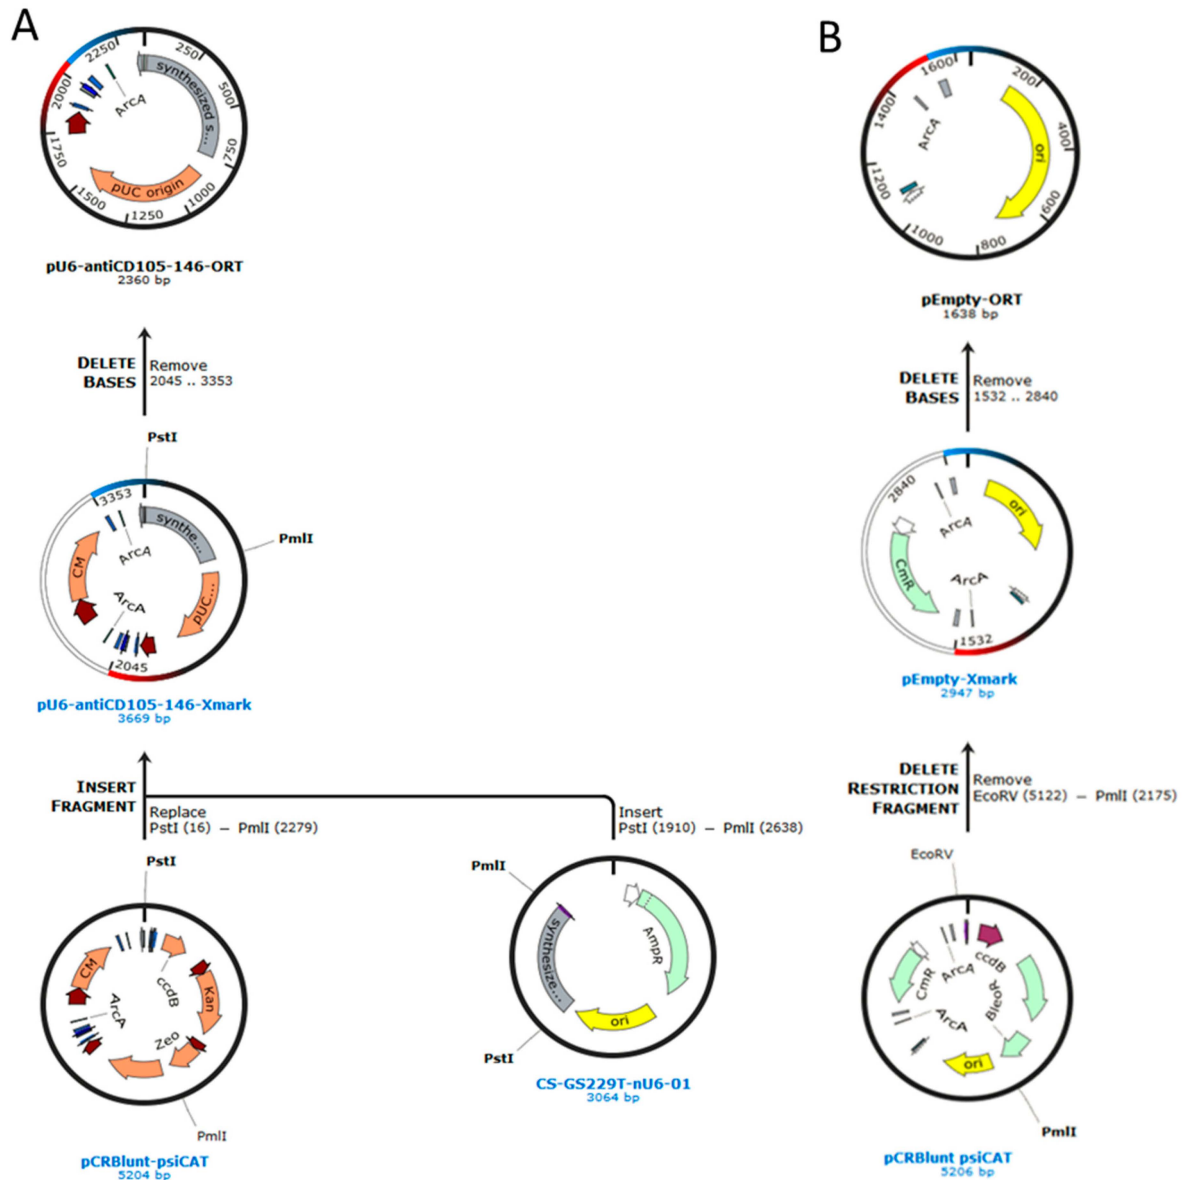 A
2250
250
synthesized s...
500
2000
ArcA
1750
750
pUC origin
1500
1000
1250
pU6-antiCD105-146-ORT
2360 bp
DELETE
BASES
Remove
2045 .. 3353
PstI
3353
synthe...
PmlI
CM
ArcA
ArcA
pUC...
2045
pU6-antiCD105-146-Xmark
3669 bp
INSERT
FRAGMENT
Replace
PstI (16) – PmlI (2279)
Insert
PstI (1910) – PmlI (2638)
PstI
CM
ccdB
Kan
ArcA
Zeo
PmlI
pCRBlunt-psiCAT
5204 bp
PmlI
synthesize...
AmpR
ori
PstI
CS-GS229T-nU6-01
3064 bp
B
1600
200
1400
ArcA
ori
400
1200
600
1000
800
pEmpty-ORT
1638 bp
DELETE
BASES
Remove
1532 .. 2840
2840
ori
ArcA
CmR
ArcA
1532
pEmpty-Xmark
2947 bp
DELETE
RESTRICTION
FRAGMENT
Remove
EcoRV (5122) – PmlI (2175)
EcoRV
ccdB
ArcA
CmR
BleoR
ArcA
ori
PmlI
pCRBlunt psiCAT
5206 bp